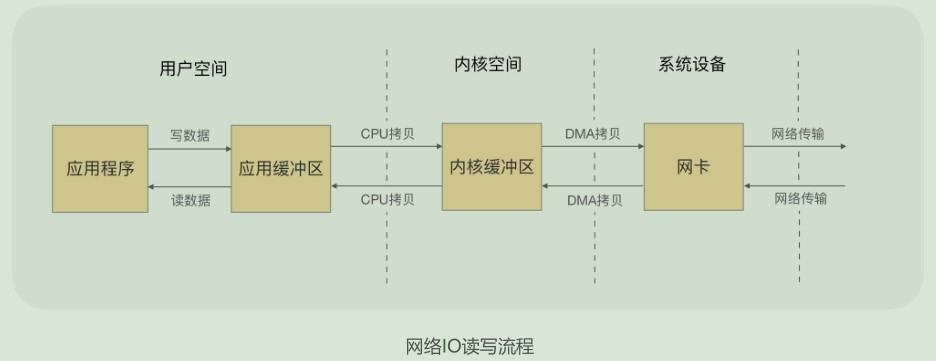 用户空间
内核空间
系统设备
写数据
CPU拷贝
DMA拷贝
网络传输
应用程序
应用缓冲区
内核缓冲区
网卡
读数据
CPU拷贝
DMA拷贝
网络传输
网络IO读写流程